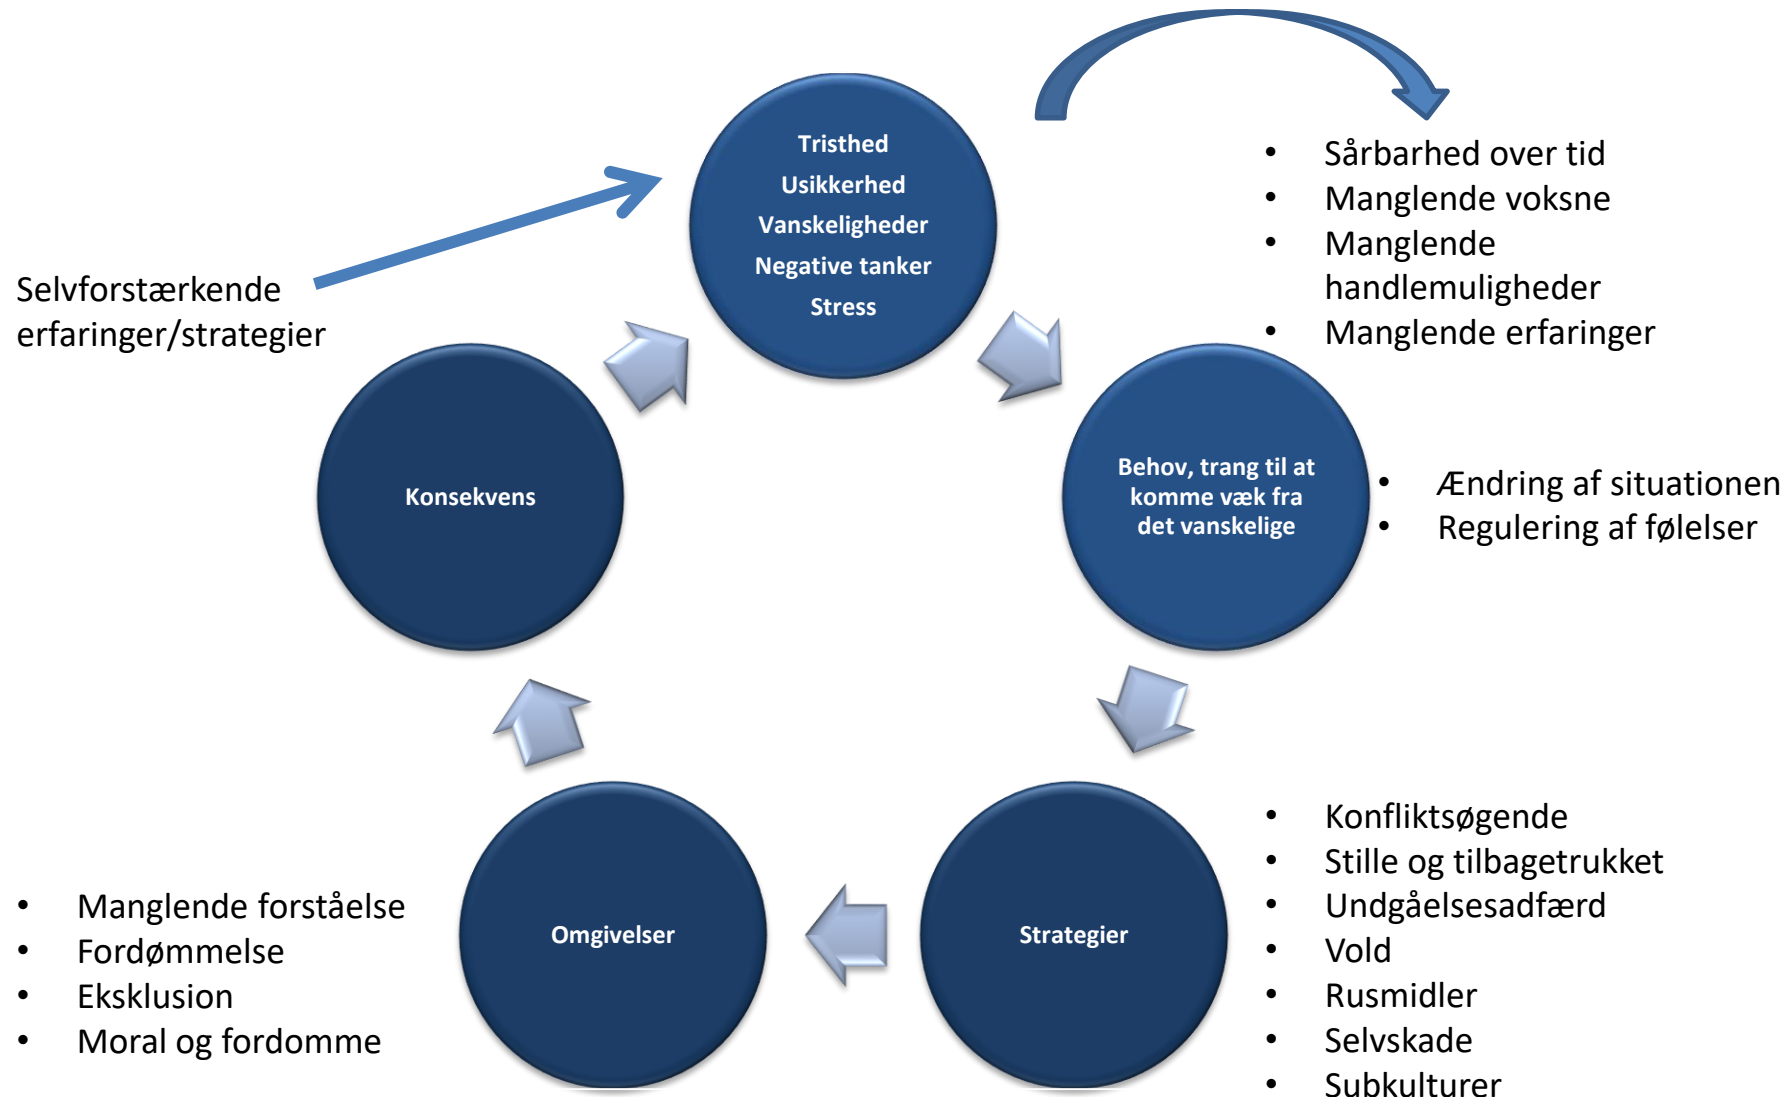 Tristhed
Usikkerhed
Vanskeligheder
Negative tanker
Stress
• Sårbarhed over tid
• Manglende voksne
• Manglende
handlemuligheder
• Manglende erfaringer
Selvforstærkende
erfaringer/strategier
Behov, trang til at
komme væk fra
det vanskelige
• Ændring af situationen
• Regulering af følelser
Konsekvens
Strategier
• Konfliktsøgende
• Stille og tilbagetrukket
• Undgåelsesadfærd
• Vold
• Rusmidler
• Selvskade
• Subkulturer
Omgivelser
• Manglende forståelse
• Fordømmelse
• Eksklusion
• Moral og fordomme